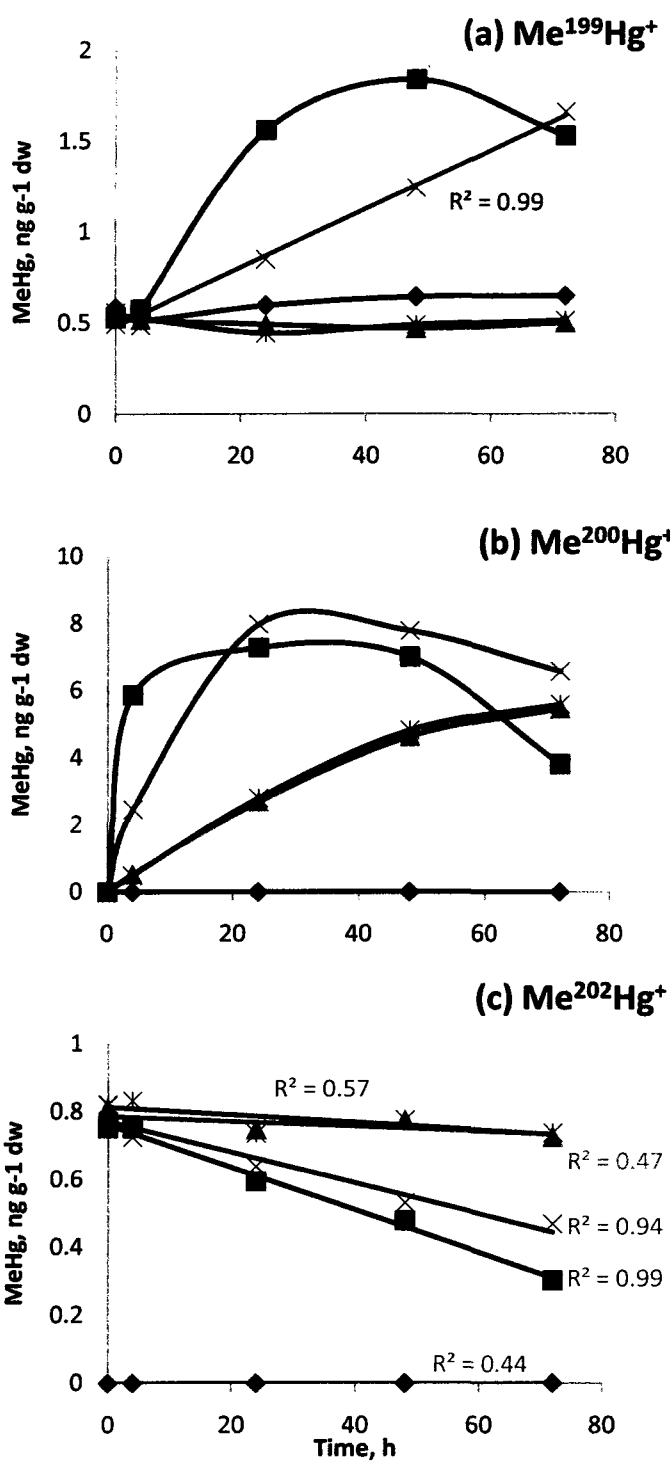 (a) Me¹⁹⁹Hg⁺
MeHg, ng g-1 dw
2
1.5
1
0.5
0
R² = 0.99
0 20 40 60 80
(b) Me²⁰⁰Hg⁺
MeHg, ng g-1 dw
10
8
6
4
2
0
0 20 40 60 80
(c) Me²⁰²Hg⁺
MeHg, ng g-1 dw
1
0.8
0.6
0.4
0.2
0
R² = 0.57
R² = 0.47
R² = 0.94
R² = 0.99
R² = 0.44
0 20 40 60 80
Time, h